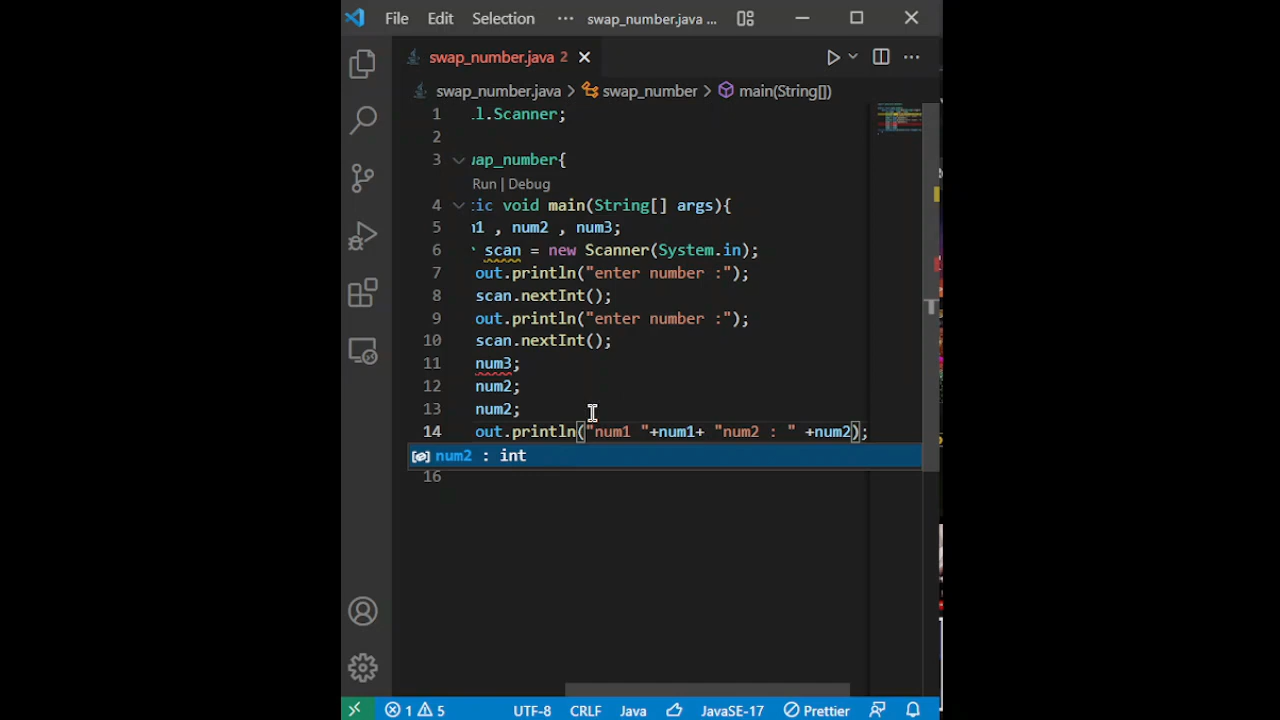 File Edit Selection ··· swap_number.java ...
swap_number.java 2
swap_number.java > swap_number > main(String[])
1 l.Scanner;
2
3 wap_number{
Run | Debug
4 tic void main(String[] args){
5 n1 , num2 , num3;
6 scan = new Scanner(System.in);
7 out.println("enter number :");
8 scan.nextInt();
9 out.println("enter number :");
10 scan.nextInt();
11 num3;
12 num2;
13 num2;
14 out.println("num1 "+num1+ "num2 : " +num2);
num2 : int
16
1 5 UTF-8 CRLF Java JavaSE-17 Prettier